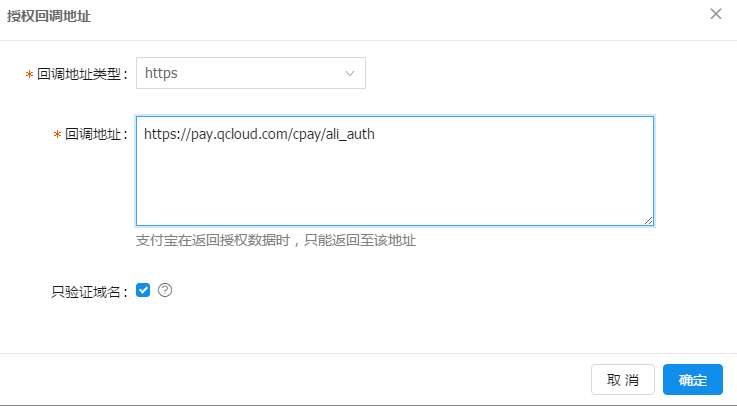 授权回调地址
* 回调地址类型： https
* 回调地址： https://pay.qcloud.com/cpay/ali_auth
支付宝在返回授权数据时，只能返回至该地址
只验证域名：
取 消 确定